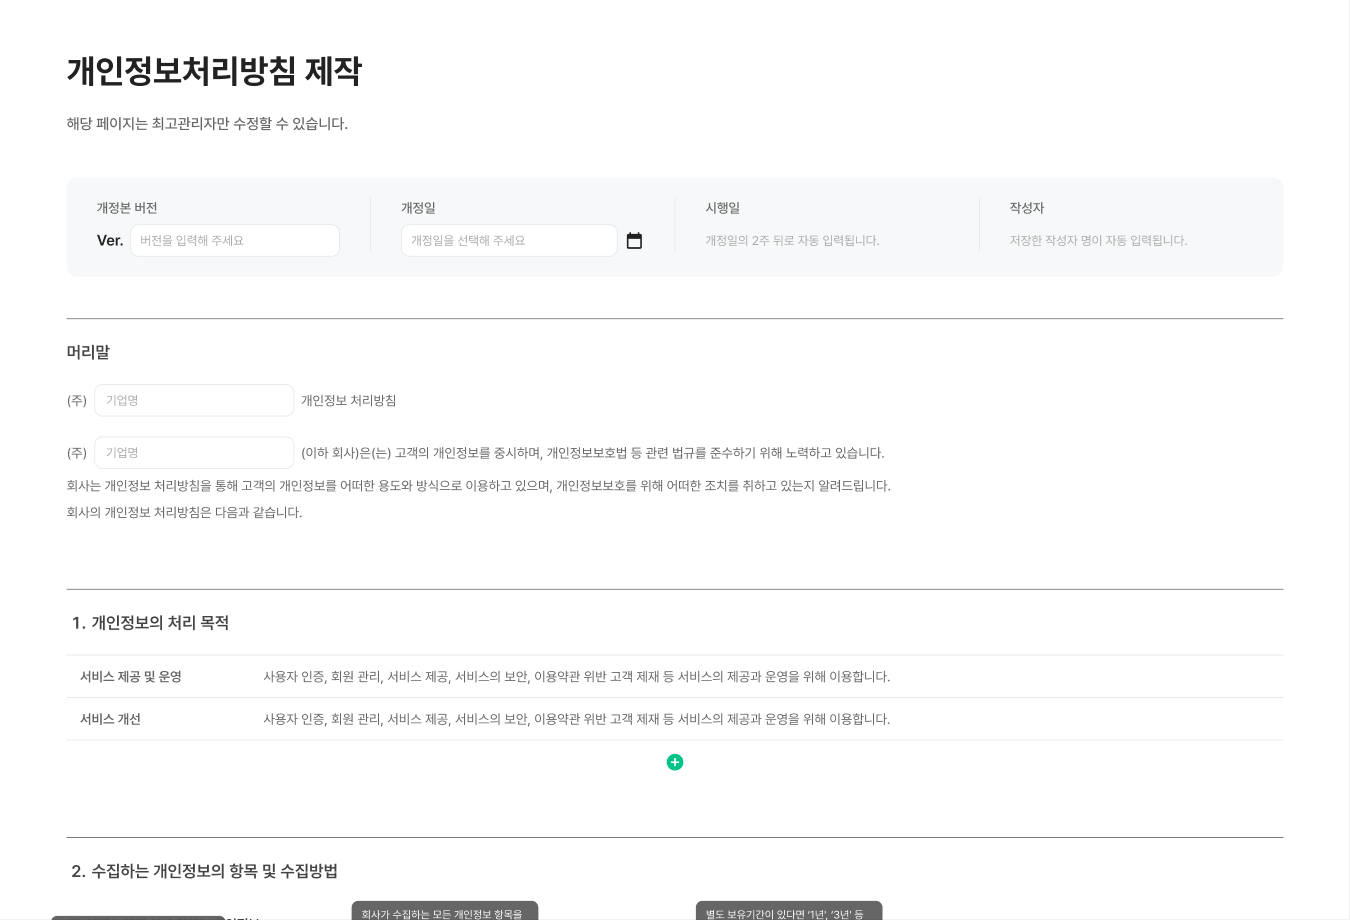 개인정보처리방침 제작
해당 페이지는 최고관리자만 수정할 수 있습니다.
개정본 버전
Ver. 버전을 입력해 주세요
개정일
개정일을 선택해 주세요
시행일
개정일의 2주 뒤로 자동 입력됩니다.
작성자
저장한 작성자 명이 자동 입력됩니다.
머리말
(주) 기업명 개인정보 처리방침
(주) 기업명 (이하 회사)은(는) 고객의 개인정보를 중시하며, 개인정보보호법 등 관련 법규를 준수하기 위해 노력하고 있습니다.
회사는 개인정보 처리방침을 통해 고객의 개인정보를 어떠한 용도와 방식으로 이용하고 있으며, 개인정보보호를 위해 어떠한 조치를 취하고 있는지 알려드립니다.
회사의 개인정보 처리방침은 다음과 같습니다.
1. 개인정보의 처리 목적
서비스 제공 및 운영 사용자 인증, 회원 관리, 서비스 제공, 서비스의 보안, 이용약관 위반 고객 제재 등 서비스의 제공과 운영을 위해 이용합니다.
서비스 개선 사용자 인증, 회원 관리, 서비스 제공, 서비스의 보안, 이용약관 위반 고객 제재 등 서비스의 제공과 운영을 위해 이용합니다.
2. 수집하는 개인정보의 항목 및 수집방법
회사가 수집하는 모든 개인정보 항목을
별도 보유기간이 있다면 '1년', '3년' 등